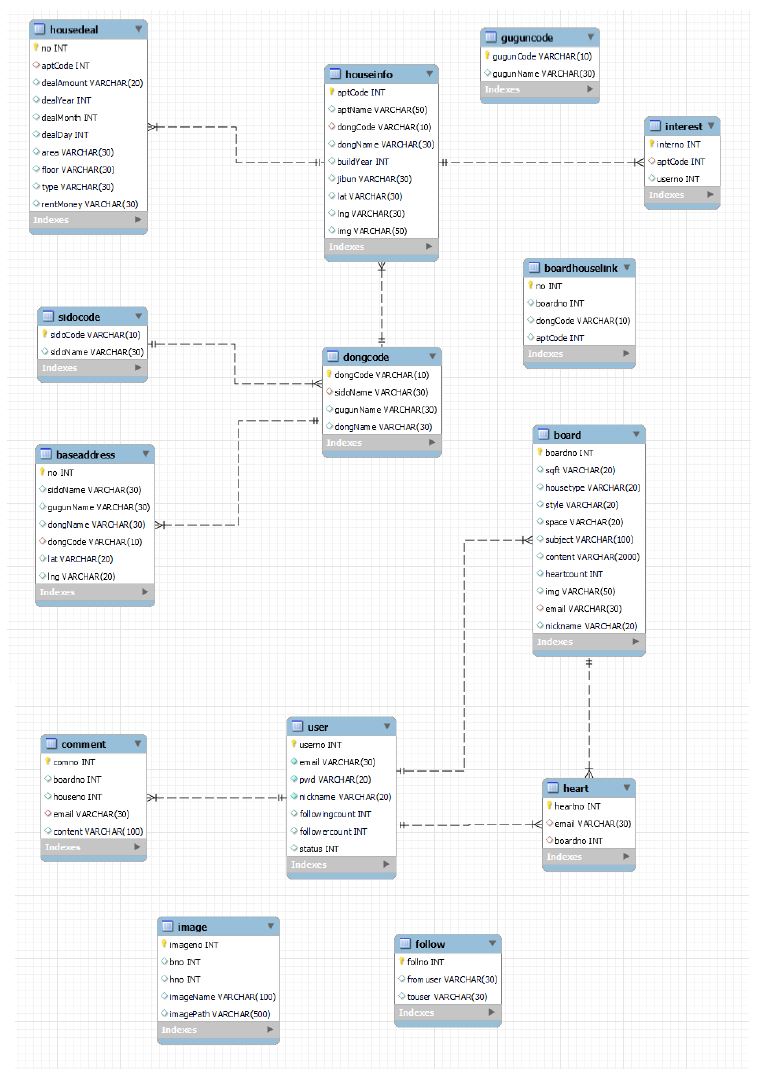 housedeal
no INT
aptCode INT
dealAmount VARCHAR(20)
dealYear INT
dealMonth INT
dealDay INT
area VARCHAR(30)
floor VARCHAR(30)
type VARCHAR(30)
rentMoney VARCHAR(30)
Indexes
houseinfo
aptCode INT
aptName VARCHAR(50)
dongCode VARCHAR(10)
dongName VARCHAR(30)
buildYear INT
jibun VARCHAR(30)
lat VARCHAR(30)
lng VARCHAR(30)
img VARCHAR(50)
Indexes
guguncode
gugunCode VARCHAR(10)
gugunName VARCHAR(30)
Indexes
interest
interno INT
aptCode INT
userno INT
Indexes
boardhouselink
no INT
boardno INT
dongCode VARCHAR(10)
aptCode INT
Indexes
sidocode
sidoCode VARCHAR(10)
sidoName VARCHAR(30)
Indexes
dongcode
dongCode VARCHAR(10)
sidoName VARCHAR(30)
gugunName VARCHAR(30)
dongName VARCHAR(30)
Indexes
baseaddress
no INT
sidoName VARCHAR(30)
gugunName VARCHAR(30)
dongName VARCHAR(30)
dongCode VARCHAR(10)
lat VARCHAR(20)
lng VARCHAR(20)
Indexes
board
boardno INT
sqft VARCHAR(20)
housetype VARCHAR(20)
style VARCHAR(20)
space VARCHAR(20)
subject VARCHAR(100)
content VARCHAR(2000)
heartcount INT
img VARCHAR(50)
email VARCHAR(30)
nickname VARCHAR(20)
Indexes
comment
comno INT
boardno INT
houseno INT
email VARCHAR(30)
content VARCHAR(100)
Indexes
user
userno INT
email VARCHAR(30)
pwd VARCHAR(20)
nickname VARCHAR(20)
followingcount INT
followercount INT
status INT
Indexes
heart
heartno INT
email VARCHAR(30)
boardno INT
Indexes
image
imageno INT
bno INT
hno INT
imageName VARCHAR(100)
imagePath VARCHAR(500)
Indexes
follow
follno INT
fromuser VARCHAR(30)
touser VARCHAR(30)
Indexes